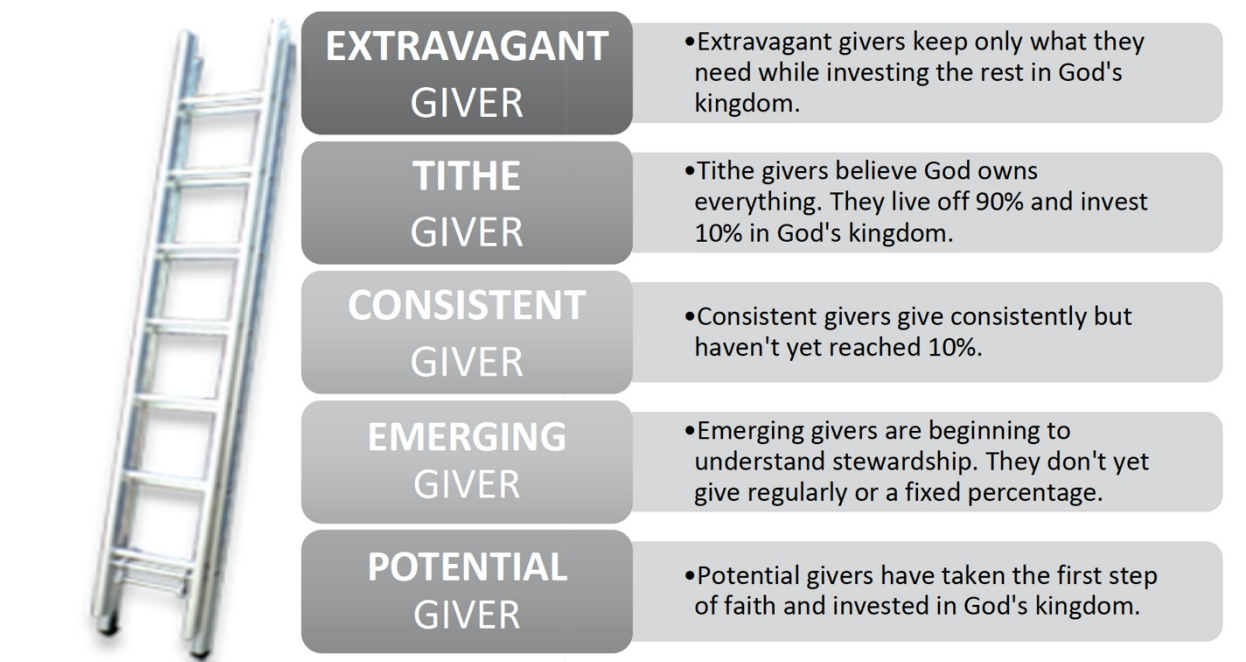 EXTRAVAGANT
GIVER
•Extravagant givers keep only what they
need while investing the rest in God's
kingdom.
TITHE
GIVER
•Tithe givers believe God owns
everything. They live off 90% and invest
10% in God's kingdom.
CONSISTENT
GIVER
•Consistent givers give consistently but
haven't yet reached 10%.
EMERGING
GIVER
•Emerging givers are beginning to
understand stewardship. They don't yet
give regularly or a fixed percentage.
POTENTIAL
GIVER
•Potential givers have taken the first step
of faith and invested in God's kingdom.